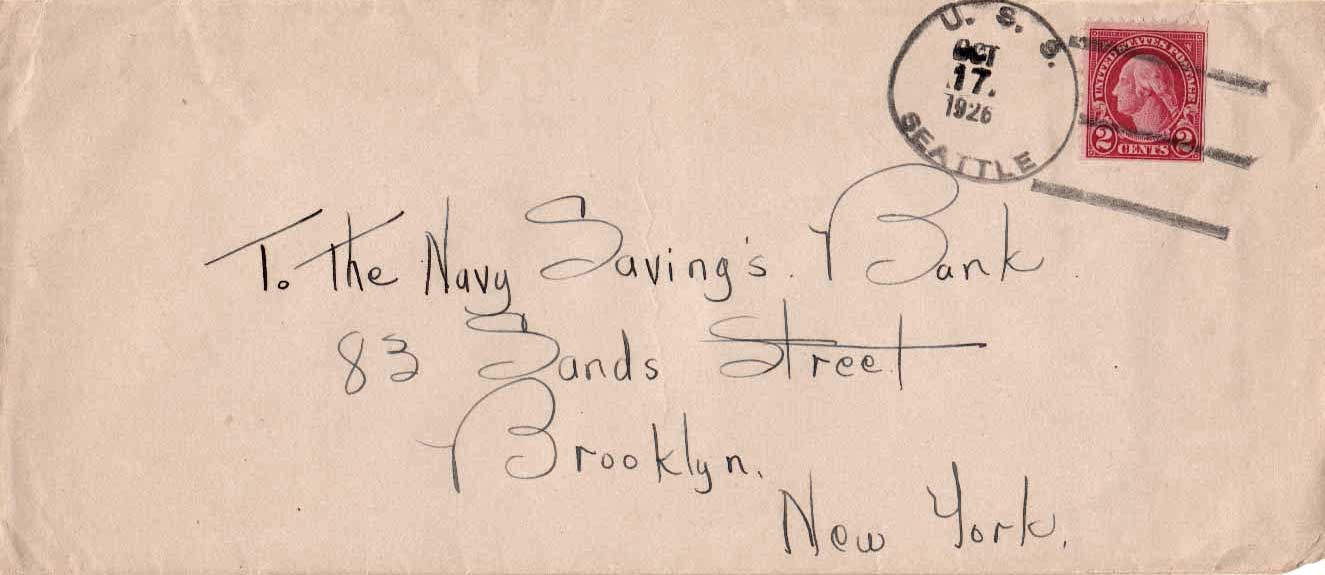 U. S. S.
OCT
17.
1926
SEATTLE
UNITED STATES POSTAGE
2 CENTS 2
To The Navy Saving's Bank
83 Sands Street
Brooklyn.
New York.